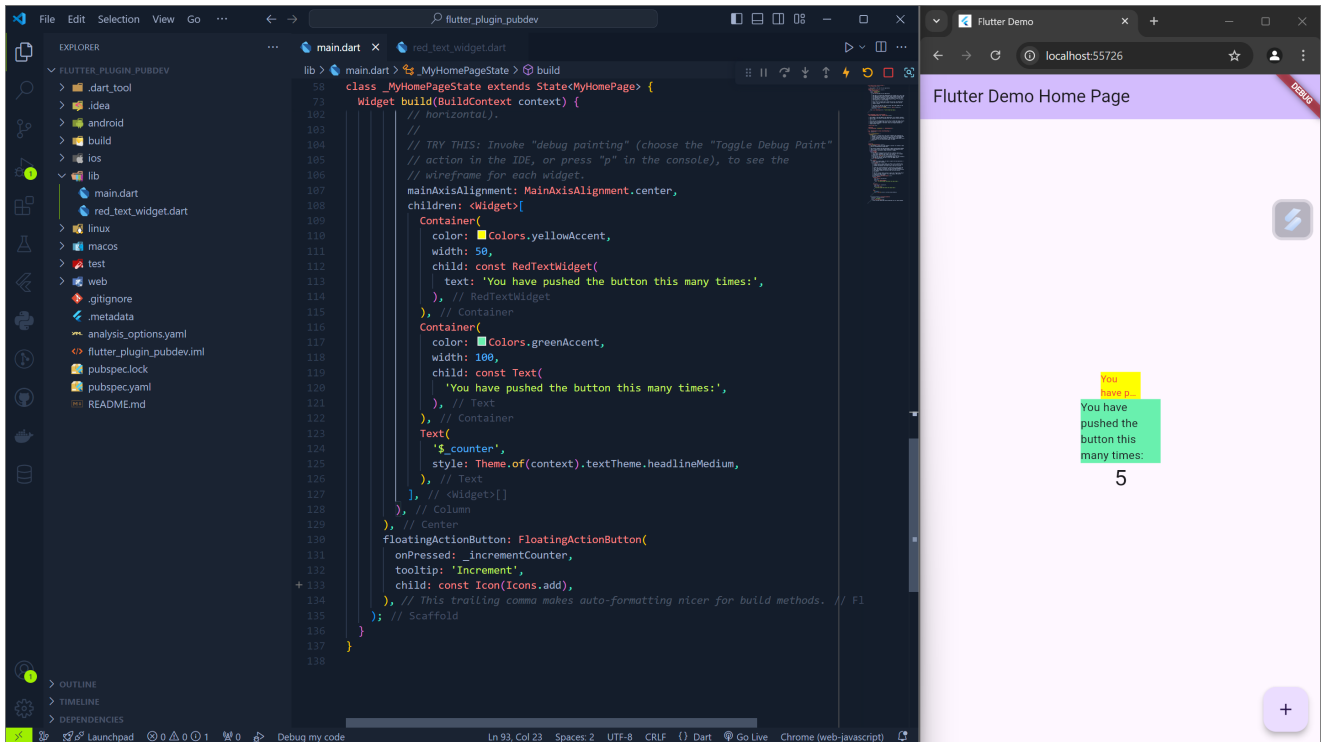 File Edit Selection View Go ··· flutter_plugin_pubdev
EXPLORER ···
FLUTTER_PLUGIN_PUBDEV
.dart_tool
.idea
android
build
ios
lib
main.dart
red_text_widget.dart
linux
macos
test
web
.gitignore
.metadata
analysis_options.yaml
flutter_plugin_pubdev.iml
pubspec.lock
pubspec.yaml
README.md
OUTLINE
TIMELINE
DEPENDENCIES
1
1
main.dart red_text_widget.dart
lib > main.dart > _MyHomePageState > build
58 class _MyHomePageState extends State<MyHomePage> {
73 Widget build(BuildContext context) {
102 // horizontal).
103 //
104 // TRY THIS: Invoke "debug painting" (choose the "Toggle Debug Paint"
105 // action in the IDE, or press "p" in the console), to see the
106 // wireframe for each widget.
107 mainAxisAlignment: MainAxisAlignment.center,
108 children: <Widget>[
109 Container(
110 color: Colors.yellowAccent,
111 width: 50,
112 child: const RedTextWidget(
113 text: 'You have pushed the button this many times:',
114 ), // RedTextWidget
115 ), // Container
116 Container(
117 color: Colors.greenAccent,
118 width: 100,
119 child: const Text(
120 'You have pushed the button this many times:',
121 ), // Text
122 ), // Container
123 Text(
124 '$_counter',
125 style: Theme.of(context).textTheme.headlineMedium,
126 ), // Text
127 ], // <Widget>[]
128 ), // Column
129 ), // Center
130 floatingActionButton: FloatingActionButton(
131 onPressed: _incrementCounter,
132 tooltip: 'Increment',
133 child: const Icon(Icons.add),
134 ), // This trailing comma makes auto-formatting nicer for build methods. // Fl
135 ); // Scaffold
136 }
137 }
138
Launchpad 0 0 1 0 Debug my code Ln 93, Col 23 Spaces: 2 UTF-8 CRLF {} Dart Go Live Chrome (web-javascript)
Flutter Demo
localhost:55726
Flutter Demo Home Page
DEBUG
You
have p...
You have
pushed the
button this
many times:
5
+